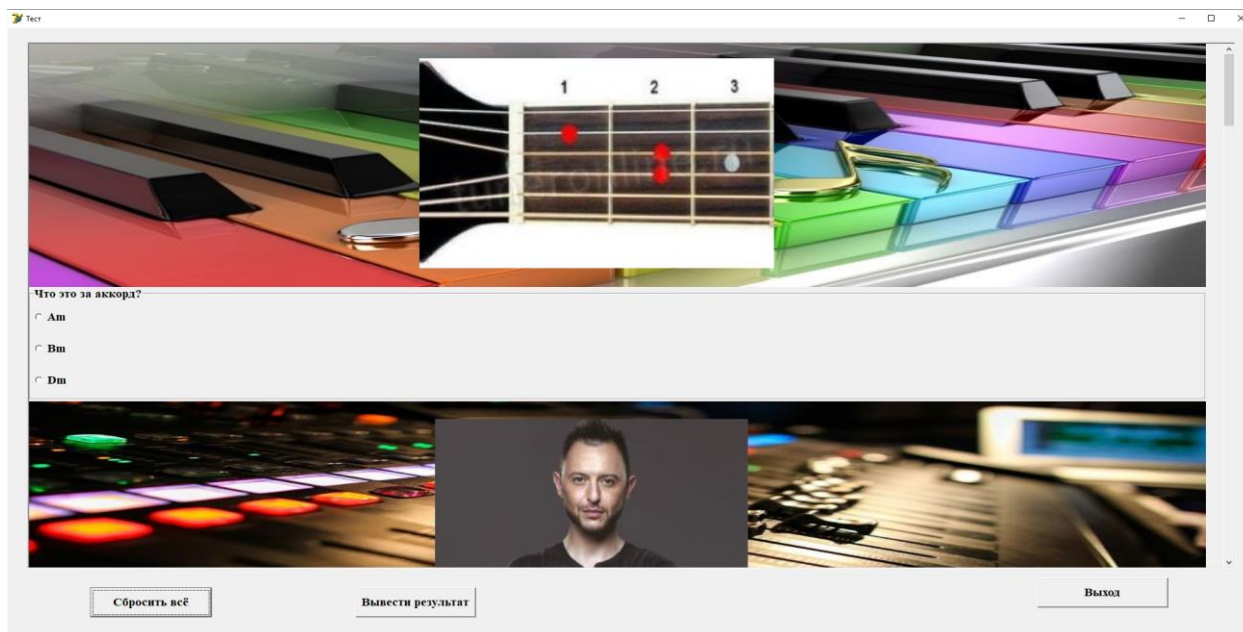 Тест
1 2 3
Что это за аккорд?
Am
Bm
Dm
Сбросить всё
Вывести результат
Выход